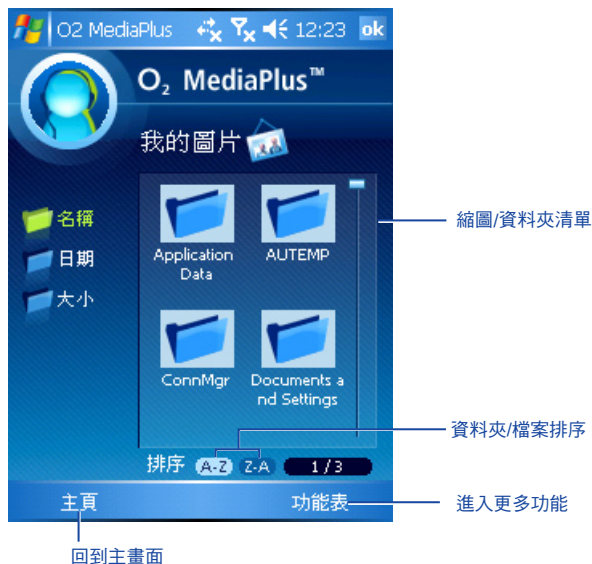 O2 MediaPlus 12:23 ok
O2 MediaPlus™
我的圖片
名稱
日期
大小
Application Data
AUTEMP
ConnMgr
Documents a
nd Settings
縮圖/資料夾清單
資料夾/檔案排序
排序 A-Z Z-A 1/3
主頁 功能表
進入更多功能
回到主畫面